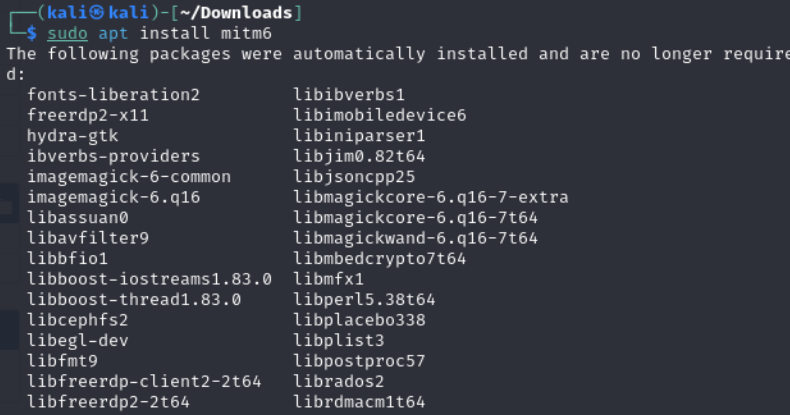 ┌──(kali㉿kali)-[~/Downloads]
└─$ sudo apt install mitm6
The following packages were automatically installed and are no longer require
d:
  fonts-liberation2        libibverbs1
  freerdp2-x11             libimobiledevice6
  hydra-gtk                libiniparser1
  ibverbs-providers        libjim0.82t64
  imagemagick-6-common     libjsoncpp25
  imagemagick-6.q16        libmagickcore-6.q16-7-extra
  libassuan0               libmagickcore-6.q16-7t64
  libavfilter9             libmagickwand-6.q16-7t64
  libbfio1                 libmbedcrypto7t64
  libboost-iostreams1.83.0 libmfx1
  libboost-thread1.83.0    libperl5.38t64
  libcephfs2               libplacebo338
  libegl-dev               libplist3
  libfmt9                  libpostproc57
  libfreerdp-client2-2t64  librados2
  libfreerdp2-2t64         librdmacm1t64